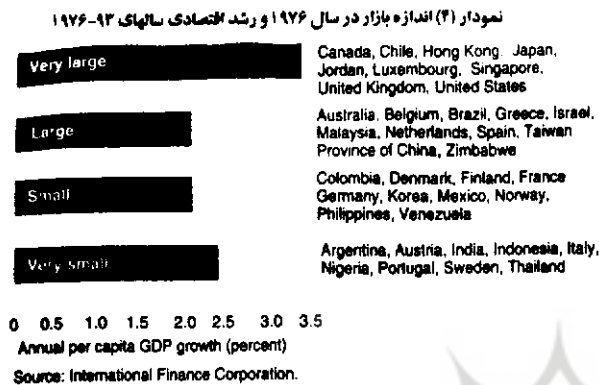 نمودار (۴) اندازه بازار در سال ۱۹۷۶ و رشد اقتصادی سالهای ۹۳-۱۹۷۶
Very large
Canada, Chile, Hong Kong. Japan,
Jordan, Luxembourg, Singapore,
United Kingdom, United States
Large
Australia, Belgium, Brazil, Greece, Israel,
Malaysia, Netherlands, Spain, Taiwan
Province of China, Zimbabwe
Small
Colombia, Denmark, Finland, France
Germany, Korea, Mexico, Norway,
Philippines, Venezuela
Very small
Argentina, Austria, India, Indonesia, Italy,
Nigeria, Portugal, Sweden, Thailand
0 0.5 1.0 1.5 2.0 2.5 3.0 3.5
Annual per capita GDP growth (percent)
Source: International Finance Corporation.